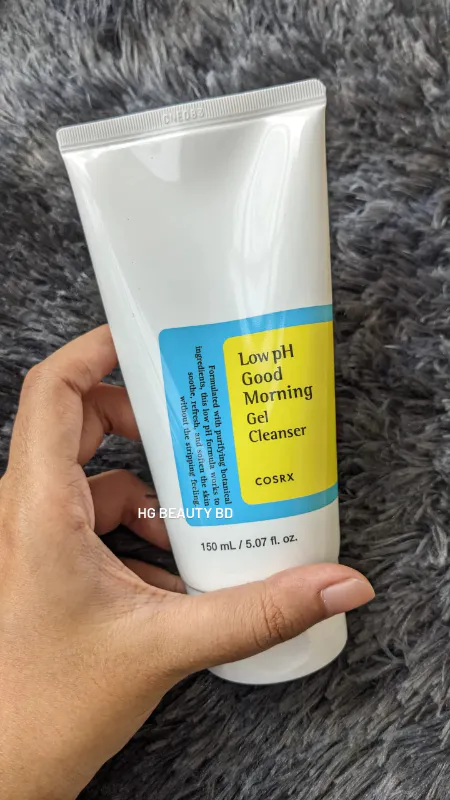 Low pH
Good
Morning
Gel
Cleanser
COSRX
Formulated with purifying botanical
ingredients, this low pH formula works to
soothe, refresh, and soften the skin
without the stripping feeling
HG BEAUTY BD
150 mL / 5.07 fl. oz.